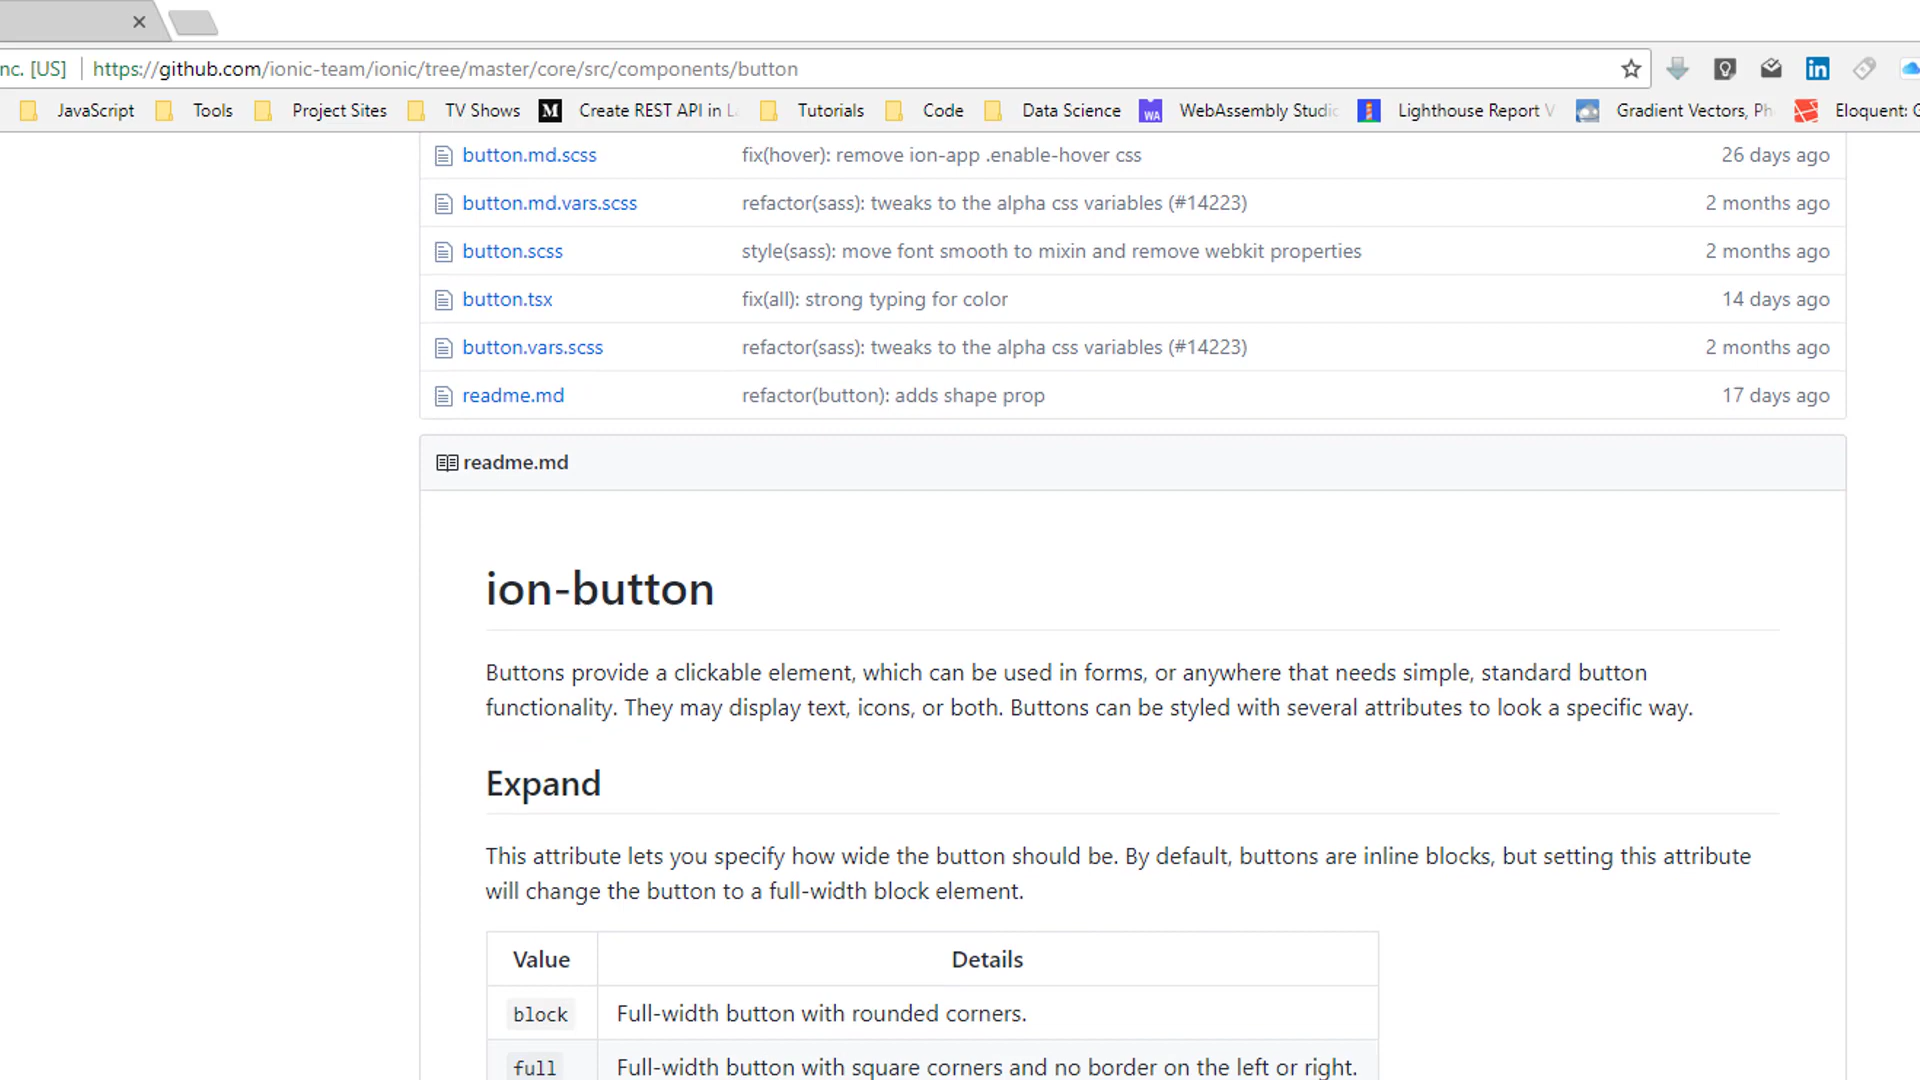 nc. [US] https://github.com/ionic-team/ionic/tree/master/core/src/components/button
JavaScript Tools Project Sites TV Shows M Create REST API in L Tutorials Code Data Science WA WebAssembly Studi Lighthouse Report V Gradient Vectors, Ph Eloquent: G
button.md.scss fix(hover): remove ion-app .enable-hover css 26 days ago
button.md.vars.scss refactor(sass): tweaks to the alpha css variables (#14223) 2 months ago
button.scss style(sass): move font smooth to mixin and remove webkit properties 2 months ago
button.tsx fix(all): strong typing for color 14 days ago
button.vars.scss refactor(sass): tweaks to the alpha css variables (#14223) 2 months ago
readme.md refactor(button): adds shape prop 17 days ago
readme.md
ion-button
Buttons provide a clickable element, which can be used in forms, or anywhere that needs simple, standard button
functionality. They may display text, icons, or both. Buttons can be styled with several attributes to look a specific way.
Expand
This attribute lets you specify how wide the button should be. By default, buttons are inline blocks, but setting this attribute
will change the button to a full-width block element.
Value Details
block Full-width button with rounded corners.
full Full-width button with square corners and no border on the left or right.